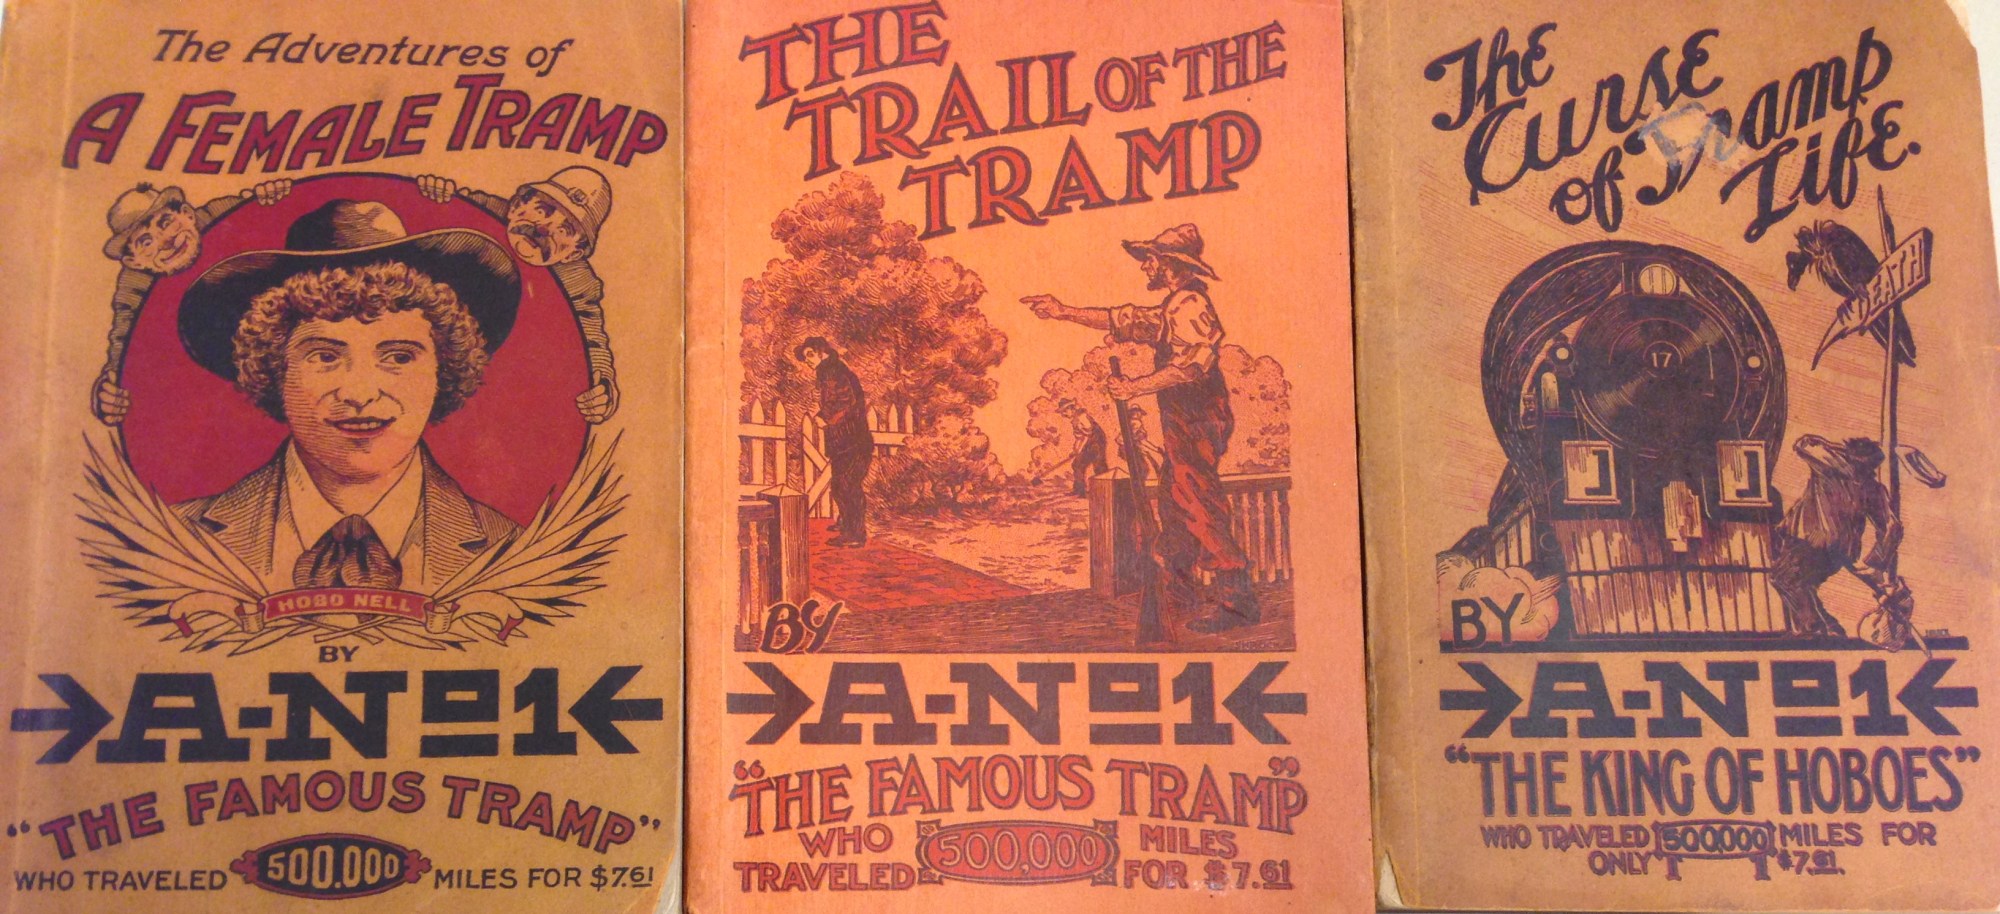 The Adventures of
A FEMALE TRAMP
HOBO NELL
BY
A-No1
"THE FAMOUS TRAMP"
WHO TRAVELED 500.000 MILES FOR $7.61
THE
TRAIL OF THE
TRAMP
BY
A-No1
"THE FAMOUS TRAMP"
WHO TRAVELED 500,000 MILES FOR $7.61
The
Curse
of Tramp
Life.
DEATH
17
BY
A-No1
"THE KING OF HOBOES"
WHO TRAVELED 500,000 MILES FOR
ONLY $7.61.